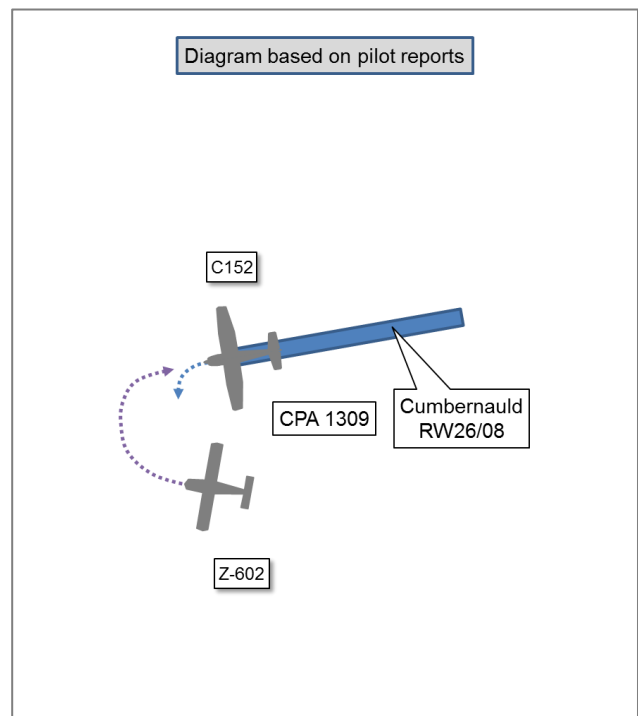 Diagram based on pilot reports
C152
CPA 1309
Cumbernauld
RW26/08
Z-602